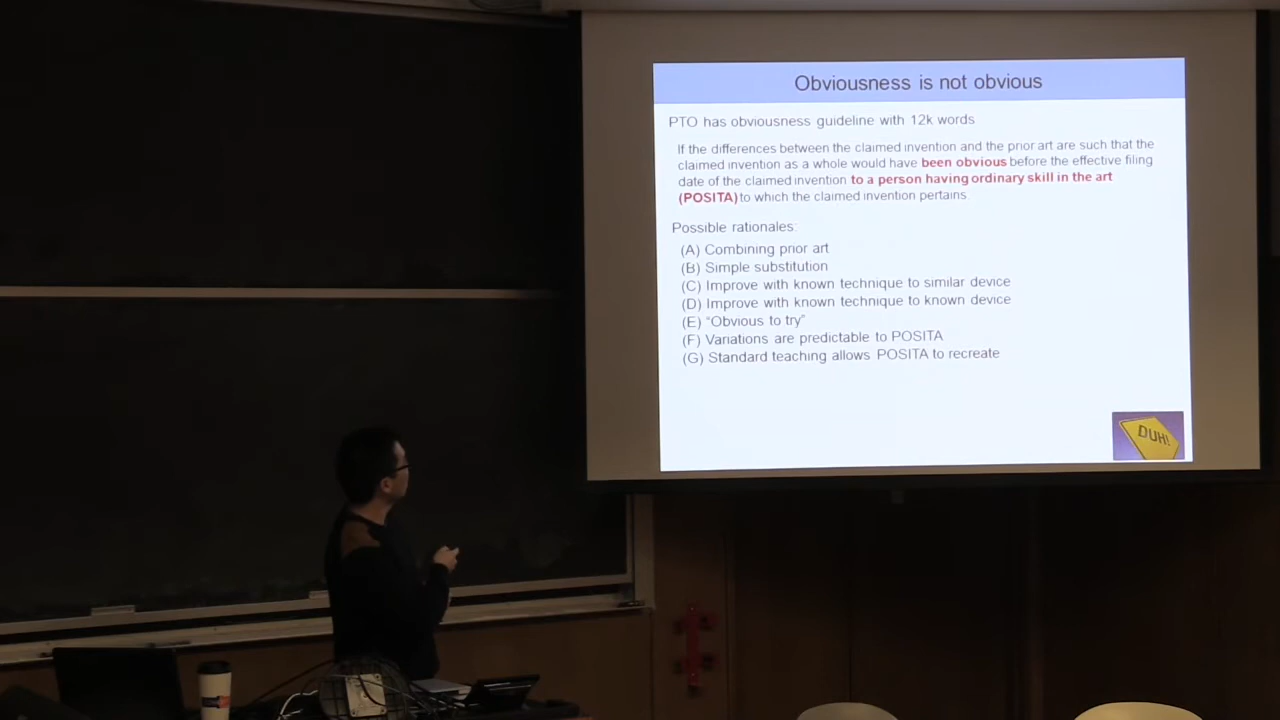 Obviousness is not obvious
PTO has obviousness guideline with 12k words
If the differences between the claimed invention and the prior art are such that the
claimed invention as a whole would have been obvious before the effective filing
date of the claimed invention to a person having ordinary skill in the art
(POSITA) to which the claimed invention pertains
Possible rationales:
(A) Combining prior art
(B) Simple substitution
(C) Improve with known technique to similar device
(D) Improve with known technique to known device
(E) "Obvious to try"
(F) Variations are predictable to POSITA
(G) Standard teaching allows POSITA to recreate
DUH!